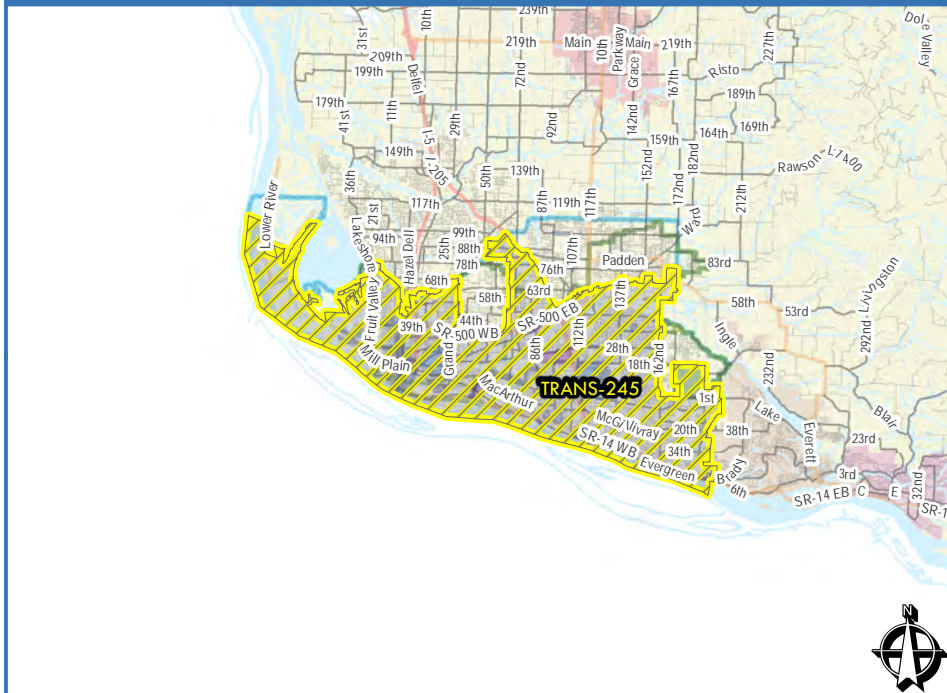 239th
10th
31st
Dole Valley
227th
219th
Main
10th
Parkway
Main
219th
209th
199th
Delfel
72nd
Grace
167th
Risto
189th
179th
41st
11th
29th
92nd
142nd
159th
164th
169th
I-5
I-205
149th
50th
139th
152nd
182nd
Rawson
L-1400
36th
172nd
212th
Lower River
21st
117th
87th
119th
117th
Ward
Lakeshore
94th
Hazel Dell
25th
99th
88th
78th
107th
76th
Padden
83rd
68th
63rd
58th
137th
58th
53rd
Livingston
Fruit Valley
39th
44th
SR-500 WB
SR-500 EB
112th
Ingle
292nd
Mill Plain
Grand
86th
28th
18th
162nd
232nd
MacArthur
TRANS-245
1st
Lake
Blair
McGillivray
20th
38th
Everett
23rd
SR-14 WB
34th
Evergreen
Brady
6th
3rd
SR-14 EB
C
E
32nd
SR-1
N